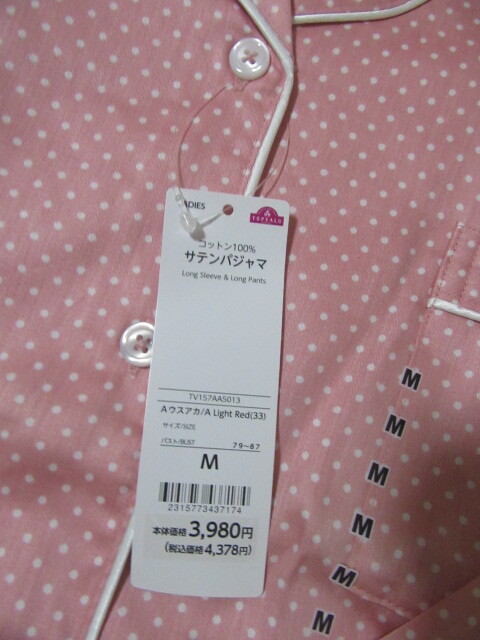 LADIES
TOPVALU
コットン100%
サテンパジャマ
Long Sleeve & Long Pants
TV157AAS013
Aウスアカ/A Light Red(33)
サイズ/SIZE
バスト/BUST 79～87
M
2315773437174
本体価格3,980円
(税込価格4,378円)
M
M
M
M
M
M